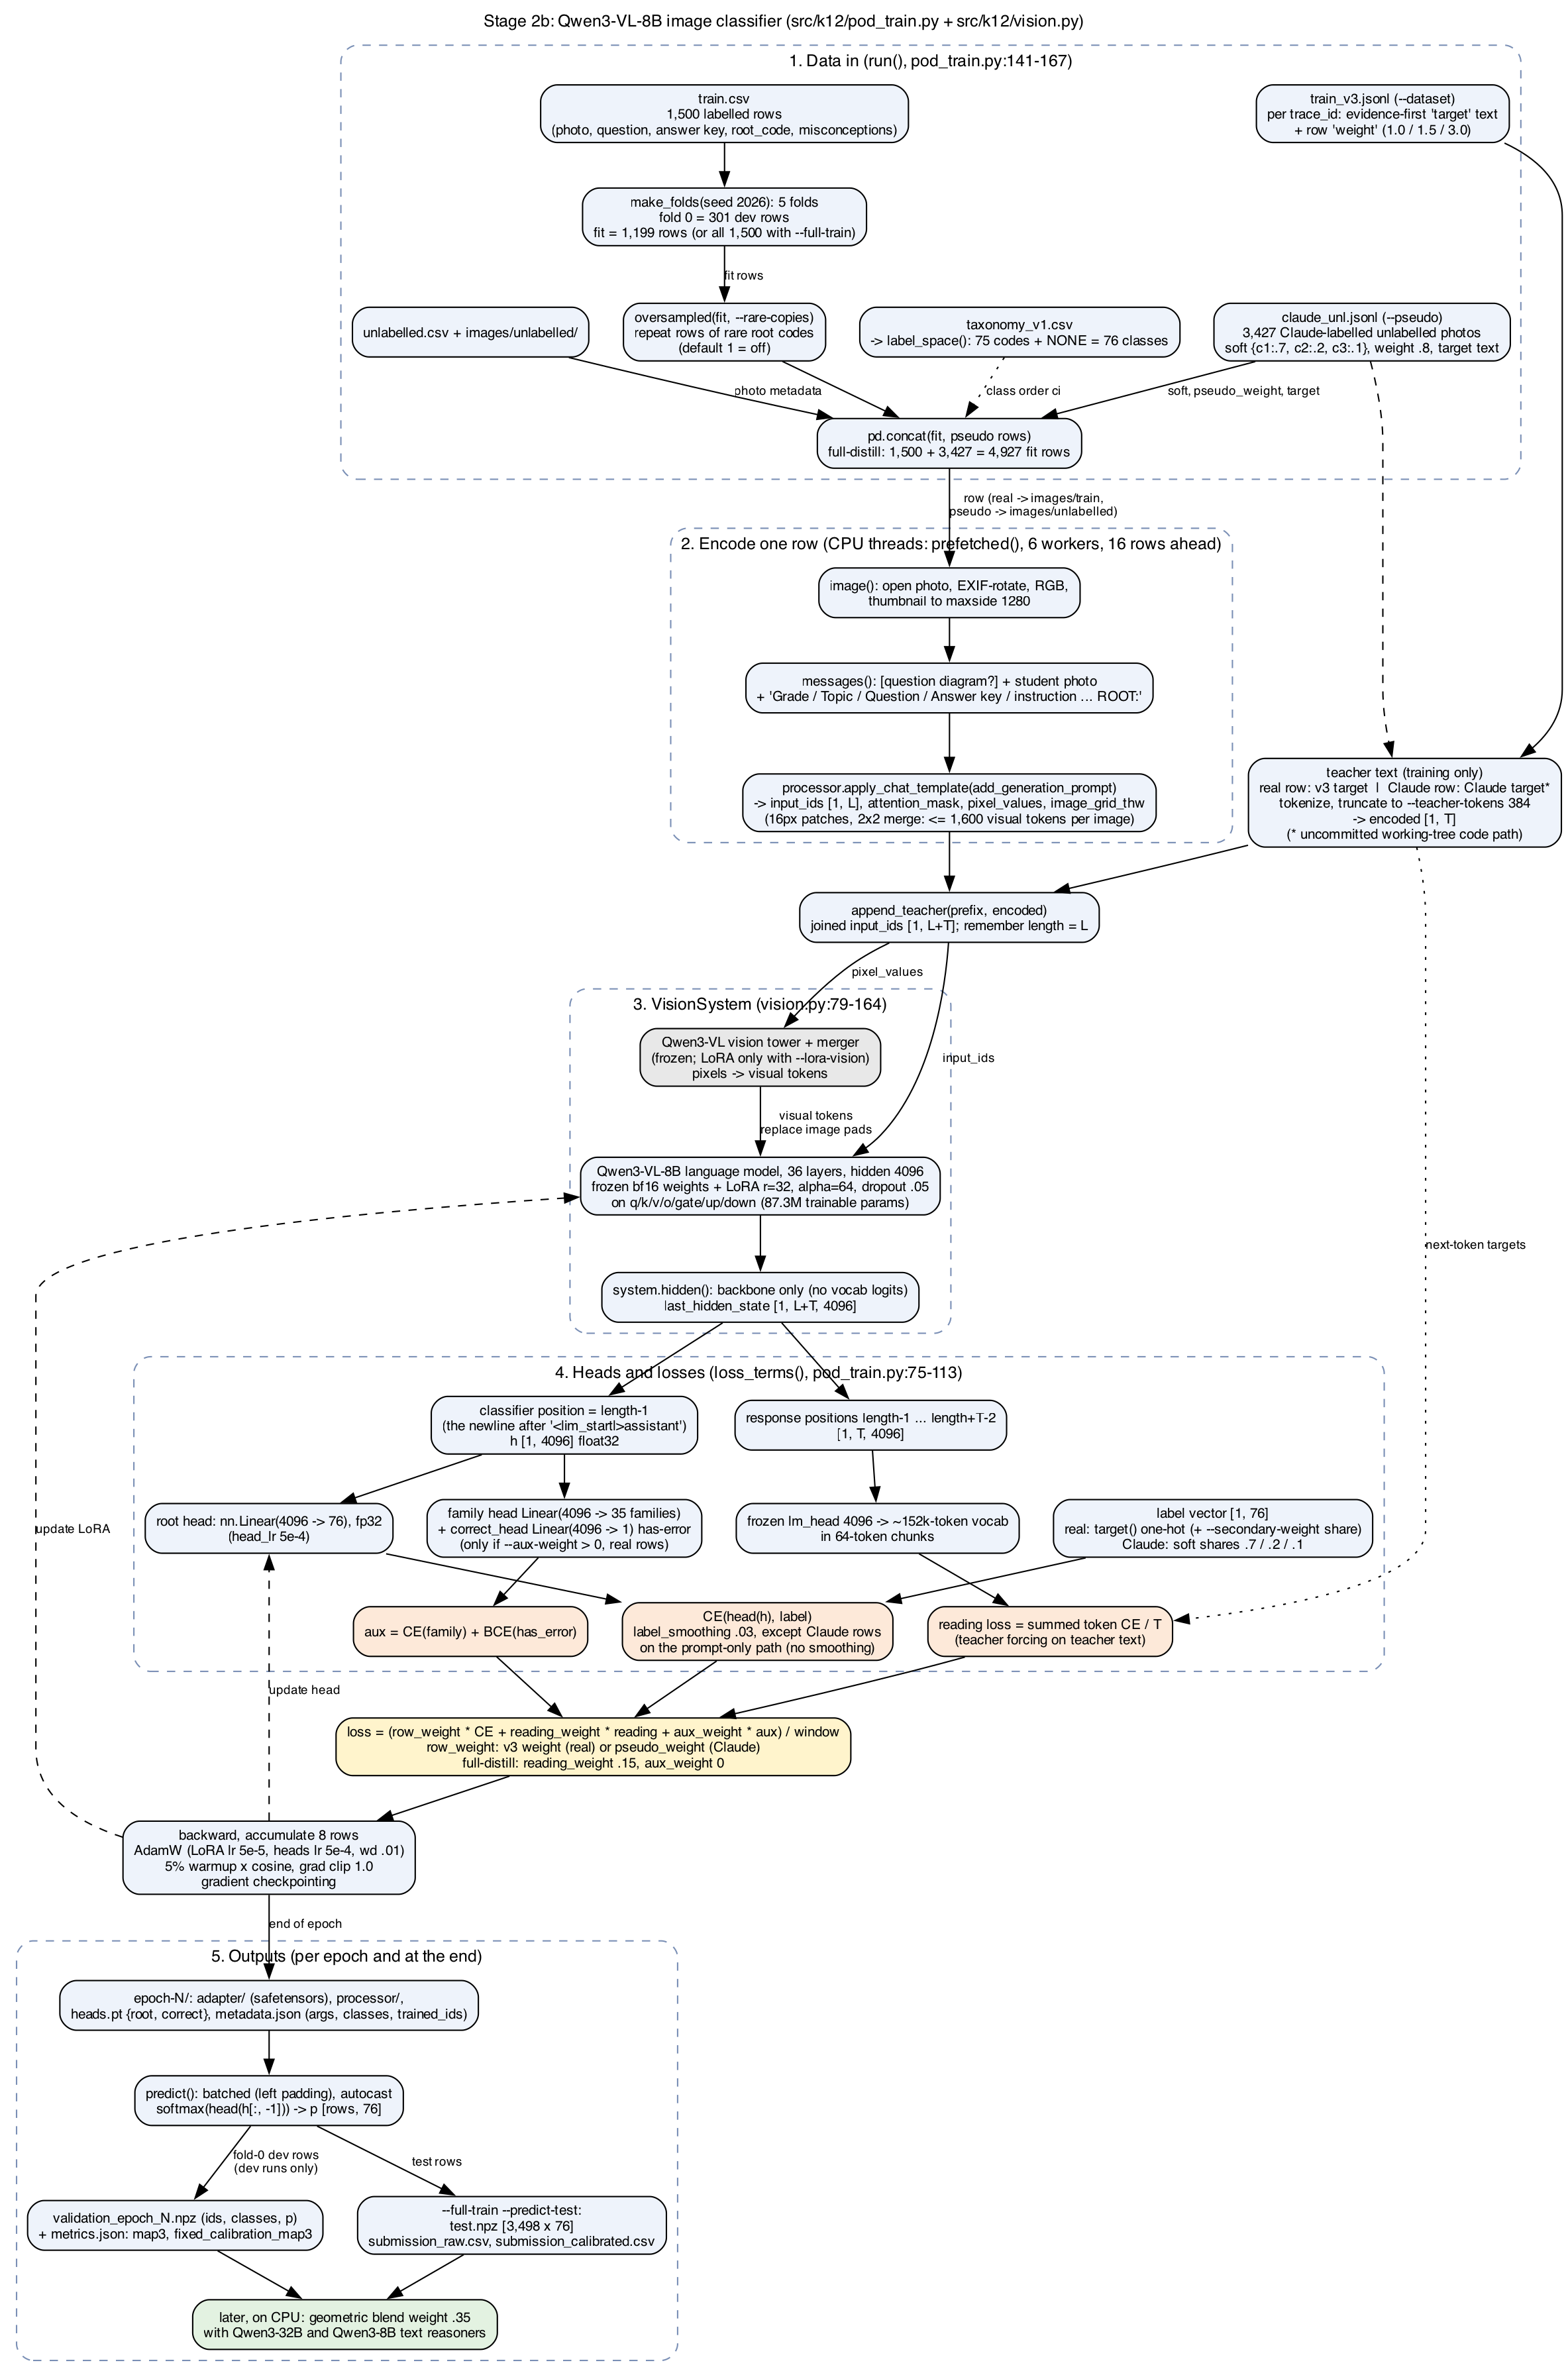 Stage 2b: Qwen3-VL-8B image classifier (src/k12/pod_train.py + src/k12/vision.py)
1. Data in (run(), pod_train.py:141-167)
train.csv
1,500 labelled rows
(photo, question, answer key, root_code, misconceptions)
train_v3.jsonl (--dataset)
per trace_id: evidence-first 'target' text
+ row 'weight' (1.0 / 1.5 / 3.0)
make_folds(seed 2026): 5 folds
fold 0 = 301 dev rows
fit = 1,199 rows (or all 1,500 with --full-train)
fit rows
unlabelled.csv + images/unlabelled/
oversampled(fit, --rare-copies)
repeat rows of rare root codes
(default 1 = off)
taxonomy_v1.csv
-> label_space(): 75 codes + NONE = 76 classes
claude_unl.jsonl (--pseudo)
3,427 Claude-labelled unlabelled photos
soft {c1:.7, c2:.2, c3:.1}, weight .8, target text
photo metadata
class order ci
soft, pseudo_weight, target
pd.concat(fit, pseudo rows)
full-distill: 1,500 + 3,427 = 4,927 fit rows
row (real -> images/train,
pseudo -> images/unlabelled)
2. Encode one row (CPU threads: prefetched(), 6 workers, 16 rows ahead)
image(): open photo, EXIF-rotate, RGB,
thumbnail to maxside 1280
messages(): [question diagram?] + student photo
+ 'Grade / Topic / Question / Answer key / instruction ... ROOT:'
processor.apply_chat_template(add_generation_prompt)
-> input_ids [1, L], attention_mask, pixel_values, image_grid_thw
(16px patches, 2x2 merge: <= 1,600 visual tokens per image)
teacher text (training only)
real row: v3 target | Claude row: Claude target*
tokenize, truncate to --teacher-tokens 384
-> encoded [1, T]
(* uncommitted working-tree code path)
append_teacher(prefix, encoded)
joined input_ids [1, L+T]; remember length = L
pixel_values
3. VisionSystem (vision.py:79-164)
Qwen3-VL vision tower + merger
(frozen; LoRA only with --lora-vision)
pixels -> visual tokens
input_ids
visual tokens
replace image pads
Qwen3-VL-8B language model, 36 layers, hidden 4096
frozen bf16 weights + LoRA r=32, alpha=64, dropout .05
on q/k/v/o/gate/up/down (87.3M trainable params)
next-token targets
system.hidden(): backbone only (no vocab logits)
last_hidden_state [1, L+T, 4096]
4. Heads and losses (loss_terms(), pod_train.py:75-113)
classifier position = length-1
(the newline after '<|im_start|>assistant')
h [1, 4096] float32
response positions length-1 ... length+T-2
[1, T, 4096]
root head: nn.Linear(4096 -> 76), fp32
(head_lr 5e-4)
family head Linear(4096 -> 35 families)
+ correct_head Linear(4096 -> 1) has-error
(only if --aux-weight > 0, real rows)
frozen lm_head 4096 -> ~152k-token vocab
in 64-token chunks
label vector [1, 76]
real: target() one-hot (+ --secondary-weight share)
Claude: soft shares .7 / .2 / .1
update LoRA
aux = CE(family) + BCE(has_error)
CE(head(h), label)
label_smoothing .03, except Claude rows
on the prompt-only path (no smoothing)
reading loss = summed token CE / T
(teacher forcing on teacher text)
update head
loss = (row_weight * CE + reading_weight * reading + aux_weight * aux) / window
row_weight: v3 weight (real) or pseudo_weight (Claude)
full-distill: reading_weight .15, aux_weight 0
backward, accumulate 8 rows
AdamW (LoRA lr 5e-5, heads lr 5e-4, wd .01)
5% warmup x cosine, grad clip 1.0
gradient checkpointing
end of epoch
5. Outputs (per epoch and at the end)
epoch-N/: adapter/ (safetensors), processor/,
heads.pt {root, correct}, metadata.json (args, classes, trained_ids)
predict(): batched (left padding), autocast
softmax(head(h[:, -1])) -> p [rows, 76]
fold-0 dev rows
(dev runs only)
test rows
validation_epoch_N.npz (ids, classes, p)
+ metrics.json: map3, fixed_calibration_map3
--full-train --predict-test:
test.npz [3,498 x 76]
submission_raw.csv, submission_calibrated.csv
later, on CPU: geometric blend weight .35
with Qwen3-32B and Qwen3-8B text reasoners